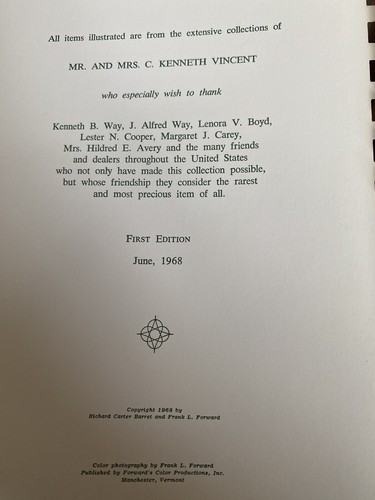 All items illustrated are from the extensive collections of
MR. AND MRS. C. KENNETH VINCENT
who especially wish to thank
Kenneth B. Way, J. Alfred Way, Lenora V. Boyd,
Lester N. Cooper, Margaret J. Carey,
Mrs. Hildred E. Avery and the many friends
and dealers throughout the United States
who not only have made this collection possible,
but whose friendship they consider the rarest
and most precious item of all.
FIRST EDITION
June, 1968
Copyright 1968 by
Richard Carter Barret and Frank L. Forward
Color photography by Frank L. Forward
Published by Forward's Color Productions, Inc.
Manchester, Vermont